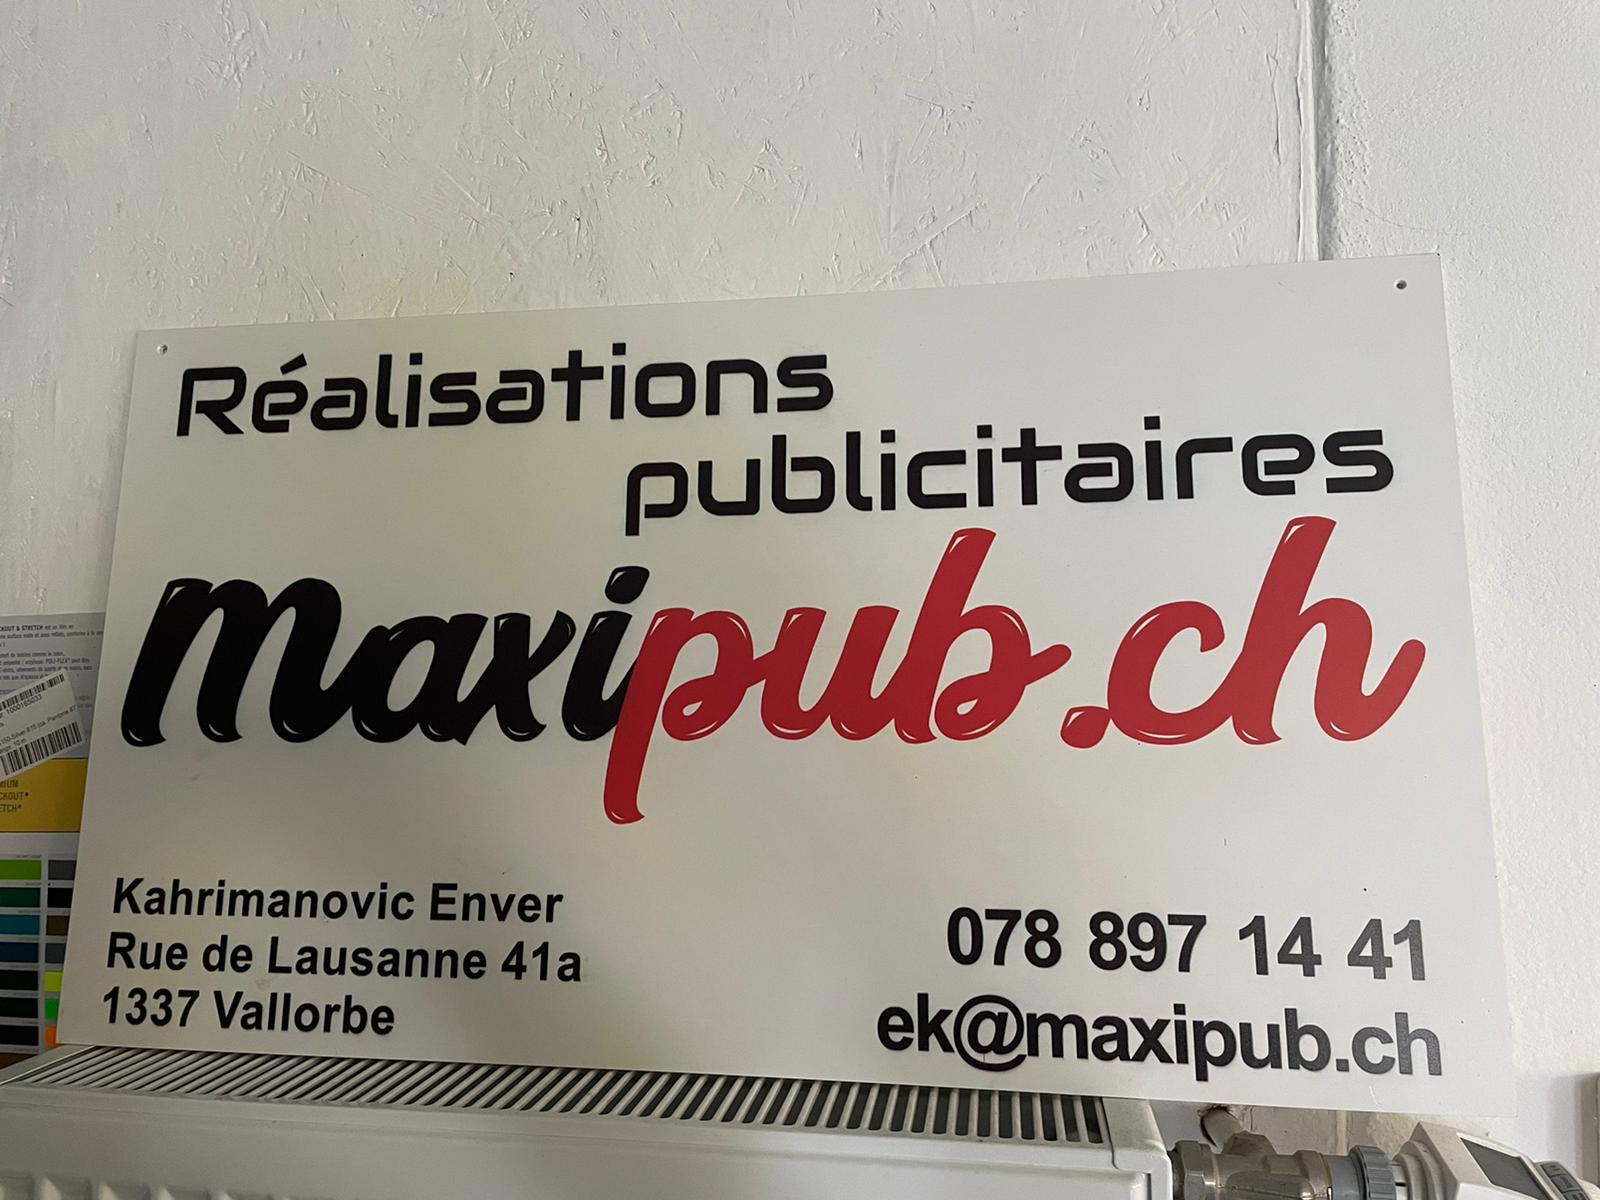 Réalisations
publicitaires
maxipub.ch
Kahrimanovic Enver
Rue de Lausanne 41a
1337 Vallorbe
078 897 14 41
ek@maxipub.ch